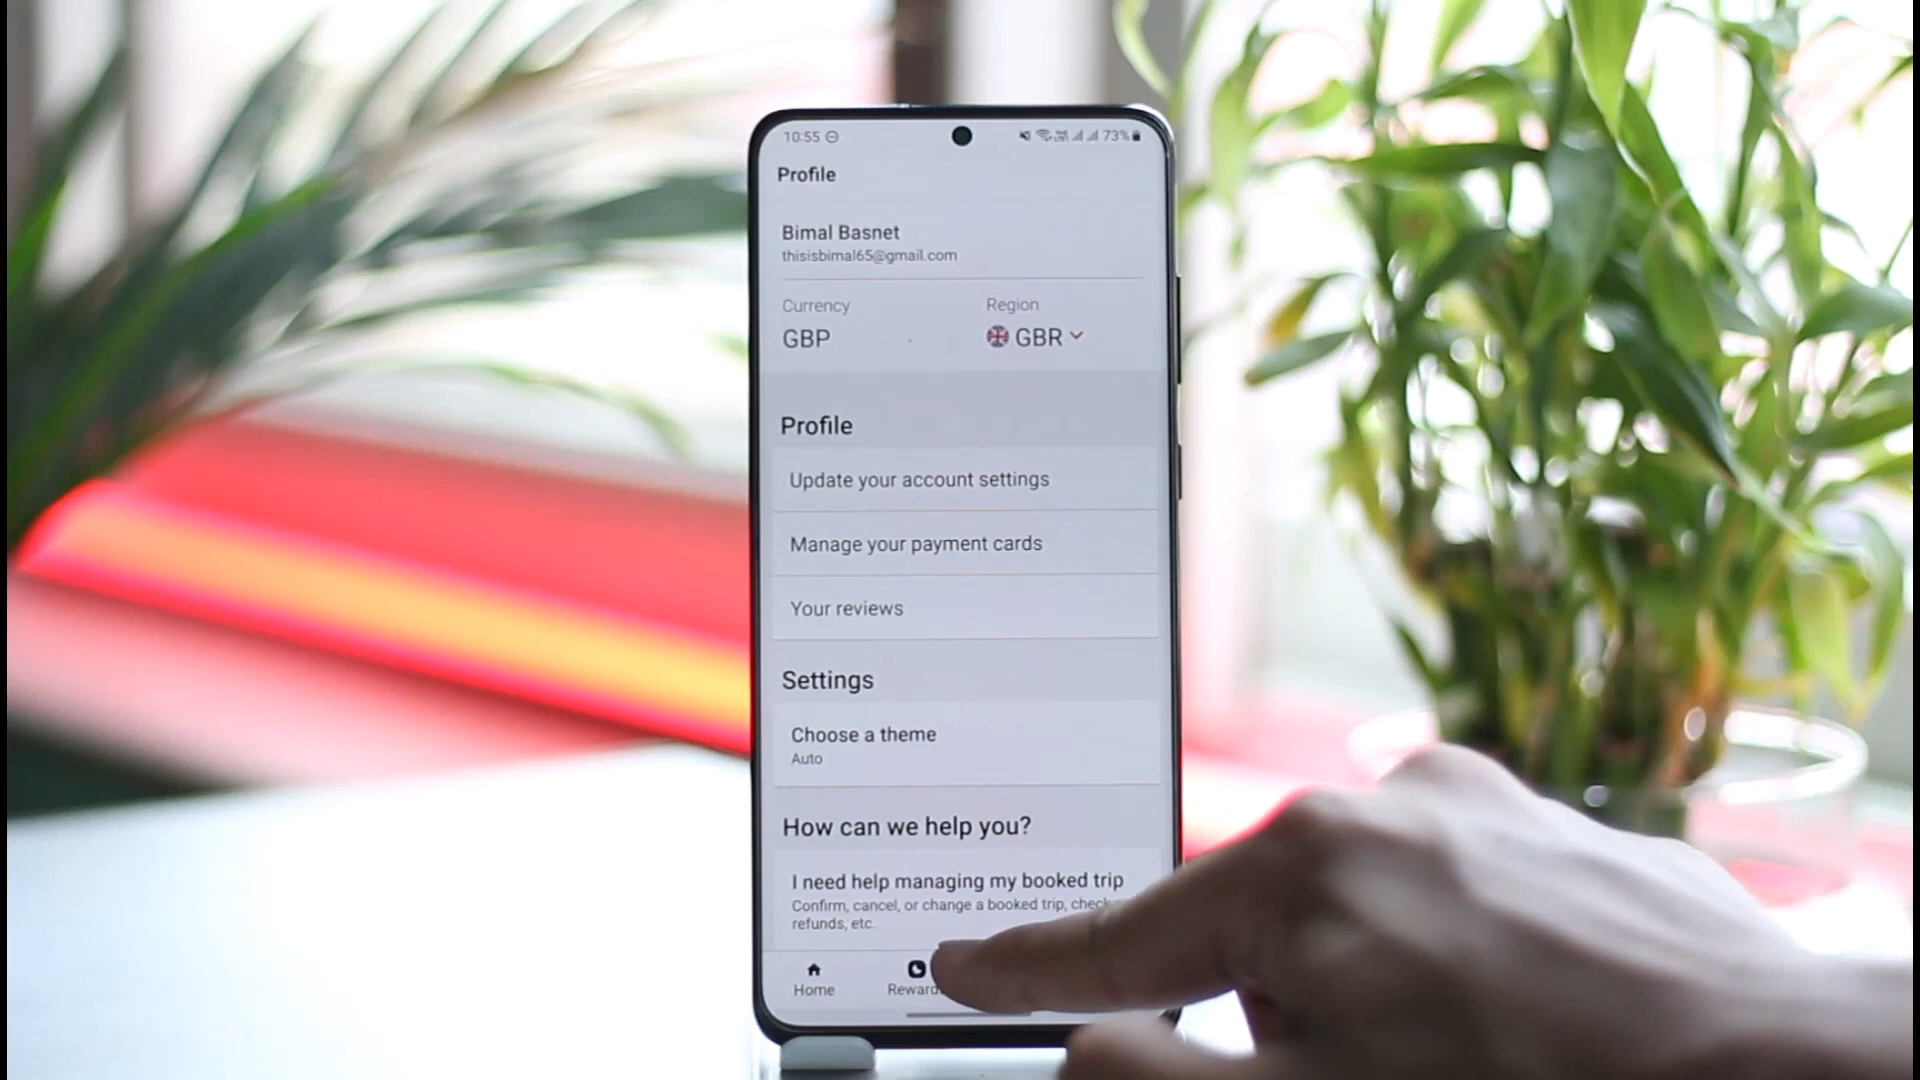 10:55
73%
Profile
Bimal Basnet
thisisbimal65@gmail.com
Currency
Region
GBP
GBR
Profile
Update your account settings
Manage your payment cards
Your reviews
Settings
Choose a theme
Auto
How can we help you?
I need help managing my booked trip
Confirm, cancel, or change a booked trip, check
refunds, etc.
Home
Reward